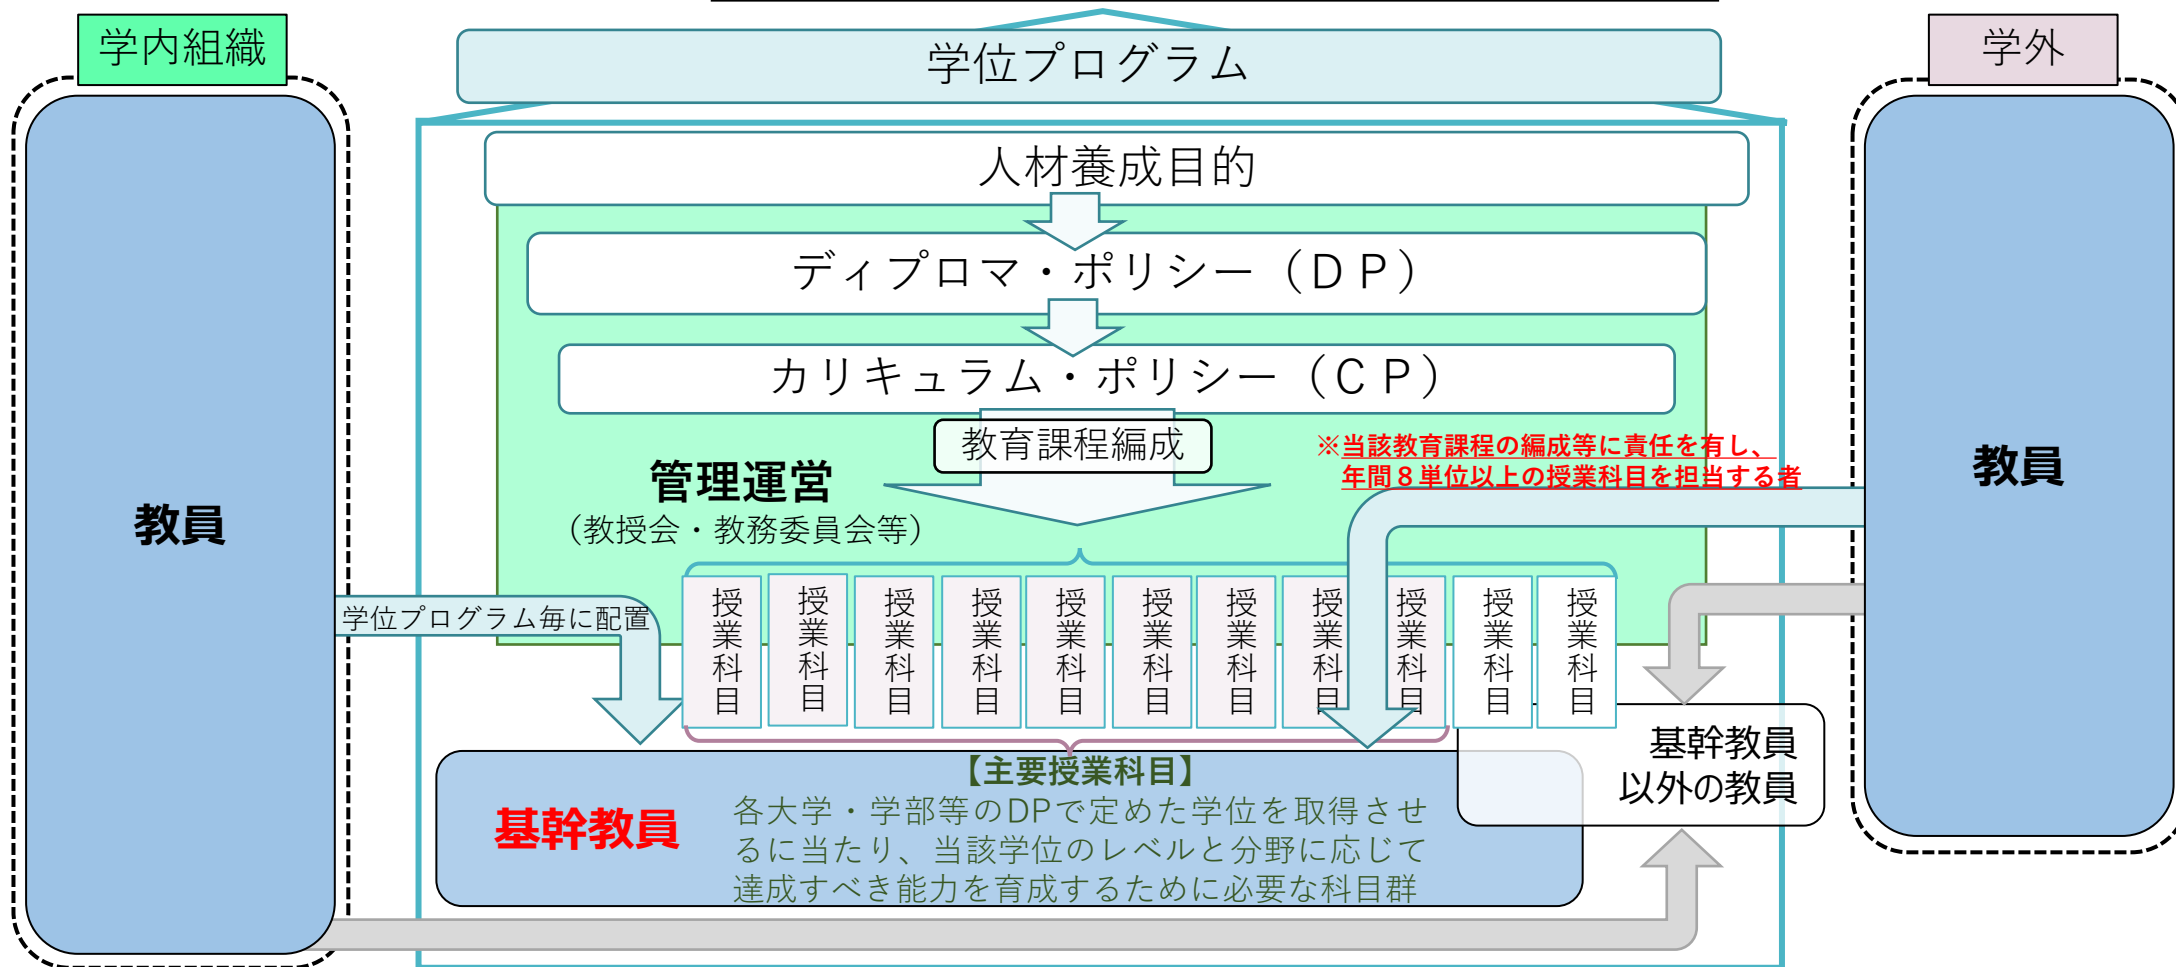 学内組織
学位プログラム
学外
人材養成目的
ディプロマ・ポリシー（ＤＰ）
カリキュラム・ポリシー（ＣＰ）
教育課程編成
※当該教育課程の編成等に責任を有し、
年間８単位以上の授業科目を担当する者
管理運営
（教授会・教務委員会等）
教員
教員
学位プログラム毎に配置
授業科目
授業科目
授業科目
授業科目
授業科目
授業科目
授業科目
授業科目
授業科目
授業科目
授業科目
基幹教員
以外の教員
【主要授業科目】
基幹教員
各大学・学部等のDPで定めた学位を取得させ
るに当たり、当該学位のレベルと分野に応じて
達成すべき能力を育成するために必要な科目群